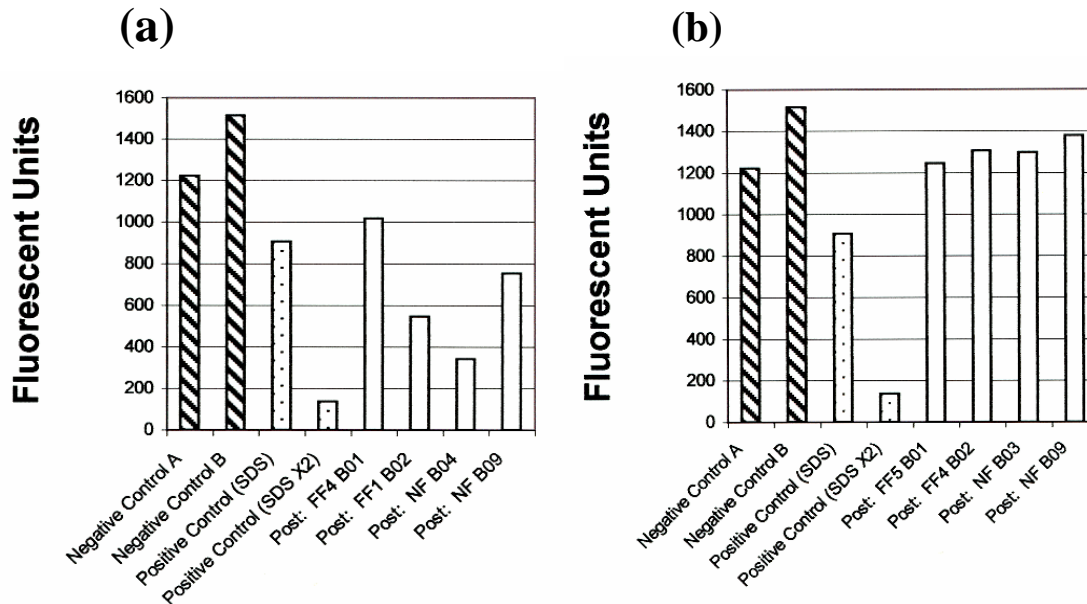 (a)
Fluorescent Units
1600
1400
1200
1000
800
600
400
200
0
Negative Control A
Negative Control B
Positive Control (SDS)
Positive Control (SDS X2)
Post: FF4 B01
Post: FF1 B02
Post: NF B04
Post: NF B09
(b)
Fluorescent Units
1600
1400
1200
1000
800
600
400
200
0
Negative Control A
Negative Control B
Positive Control (SDS)
Positive Control (SDS X2)
Post: FF5 B01
Post: FF4 B02
Post: NF B03
Post: NF B09